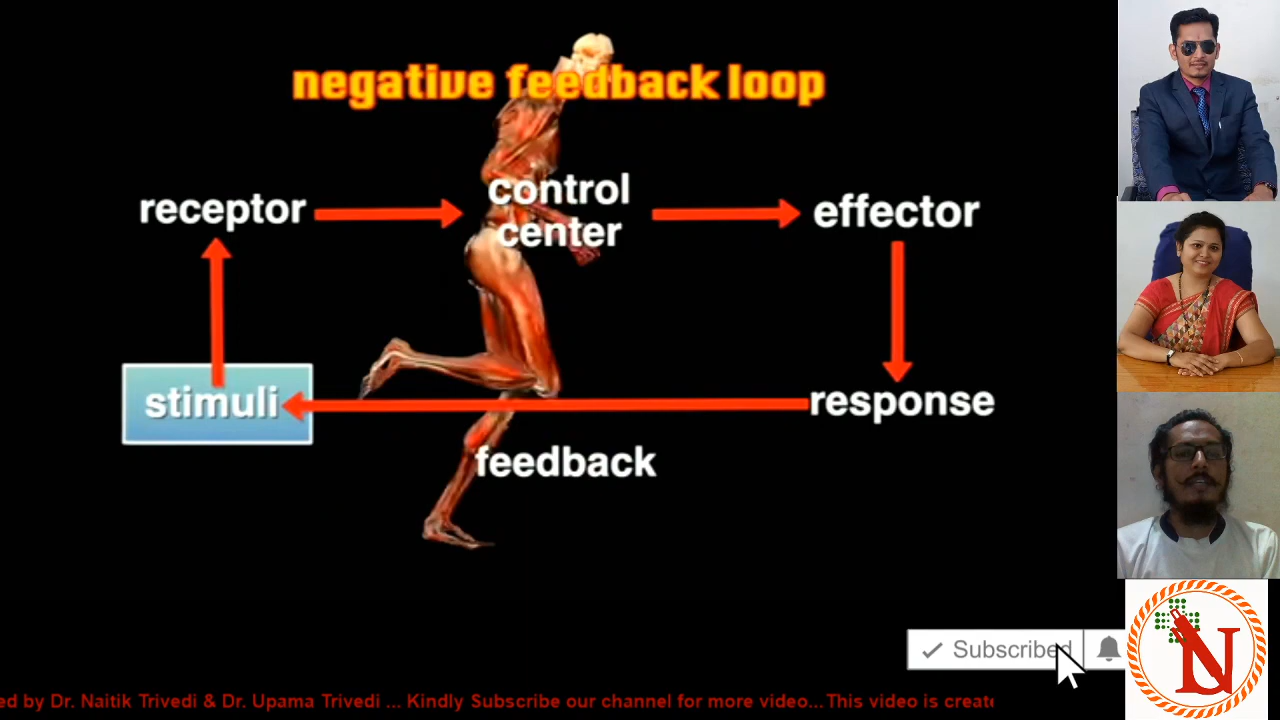 negative feedback loop
receptor
control
center
effector
stimuli
response
feedback
Subscribed
N
ed by Dr. Naitik Trivedi & Dr. Upama Trivedi ... Kindly Subscribe our channel for more video...This video is create